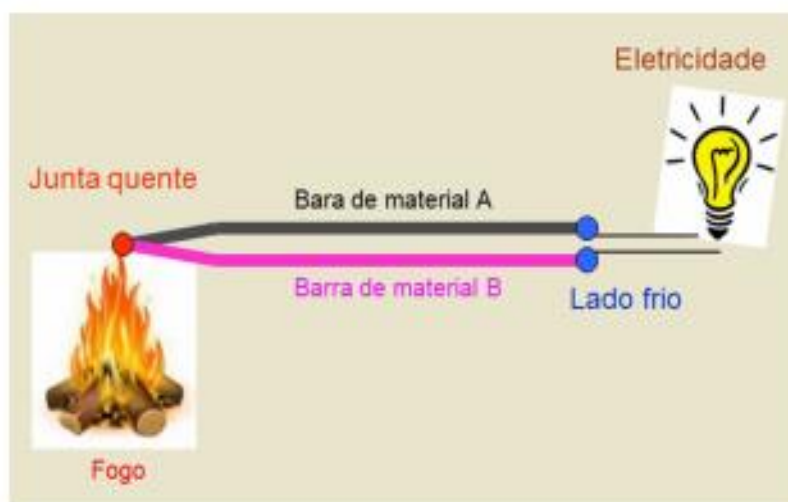 Eletricidade
Junta quente
Bara de material A
Barra de material B
Lado frio
Fogo